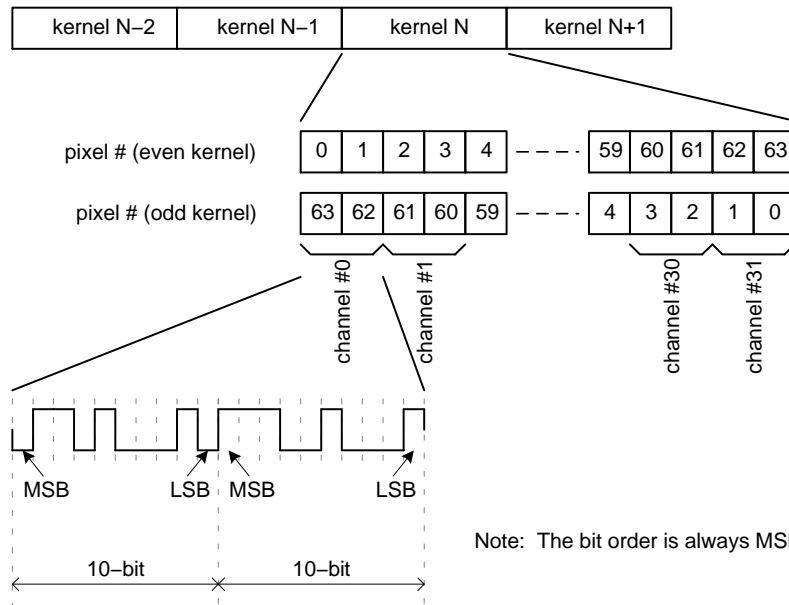 kernel N−2 kernel N−1 kernel N kernel N+1
pixel # (even kernel) 0 1 2 3 4 59 60 61 62 63
pixel # (odd kernel) 63 62 61 60 59 4 3 2 1 0
channel #0 channel #1 channel #30 channel #31
MSB LSB MSB LSB
Note: The bit order is always MS
10−bit 10−bit